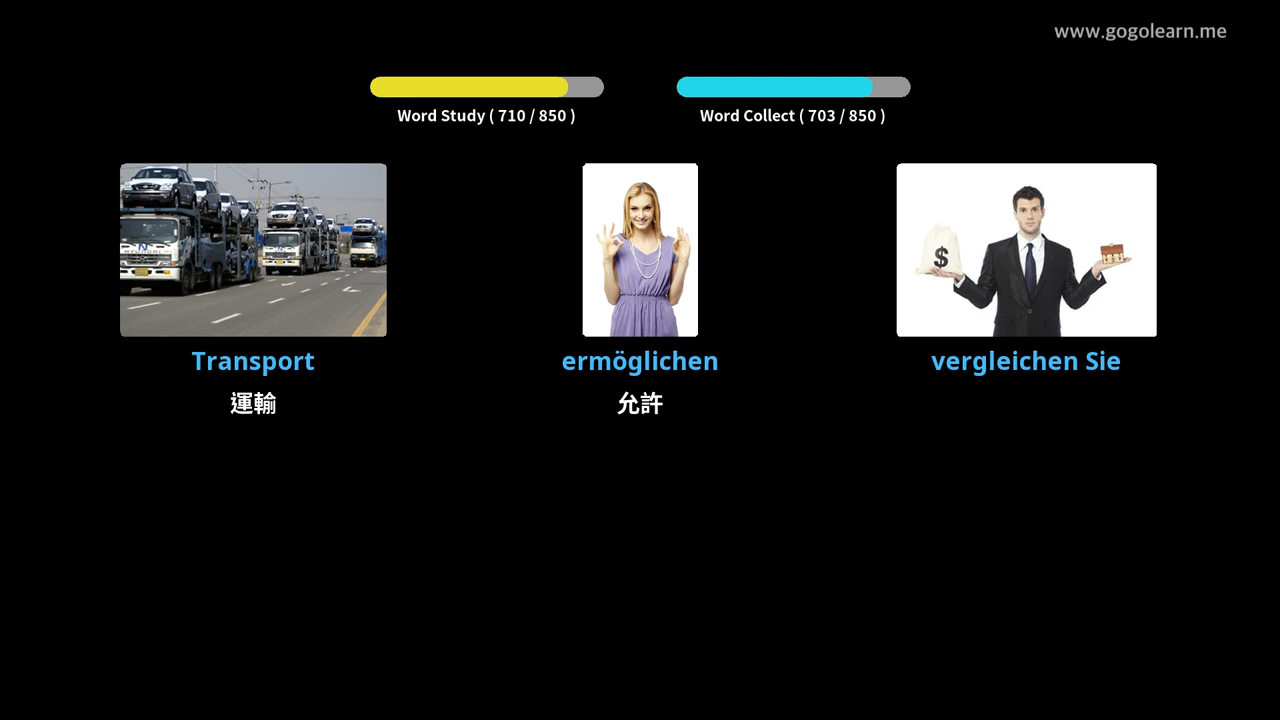 www.gogolearn.me
Word Study ( 710 / 850 )
Word Collect ( 703 / 850 )
$
Transport
ermöglichen
vergleichen Sie
運輸
允許